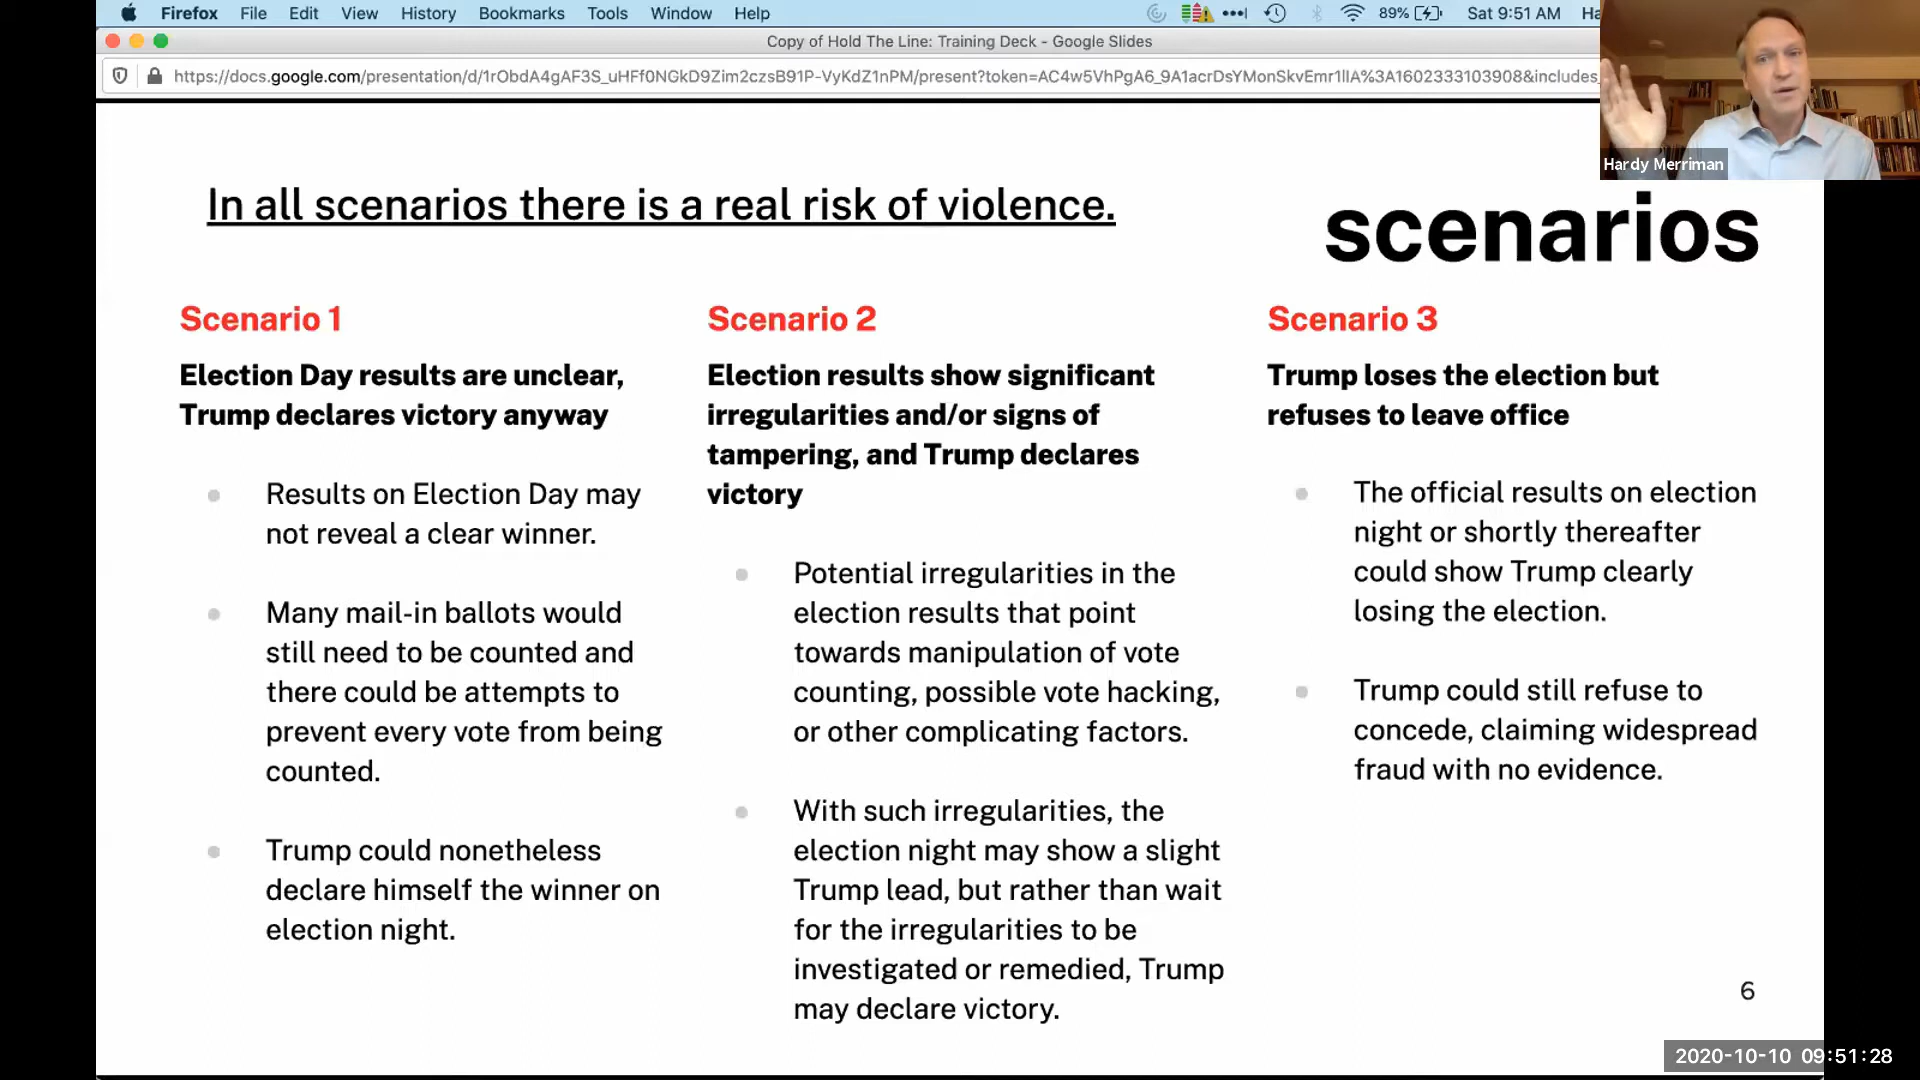 Firefox File Edit View History Bookmarks Tools Window Help 89% Sat 9:51 AM Ha
Copy of Hold The Line: Training Deck - Google Slides
https://docs.google.com/presentation/d/1rObdA4gAF3S_uHFf0NGkD9Zim2czsB91P-VyKdZ1nPM/present?token=AC4w5VhPgA6_9A1acrDsYMonSkvEmr1lIA%3A1602333103908&includes_
Hardy Merriman
In all scenarios there is a real risk of violence.
scenarios
Scenario 1
Election Day results are unclear,
Trump declares victory anyway
Results on Election Day may
not reveal a clear winner.
Many mail-in ballots would
still need to be counted and
there could be attempts to
prevent every vote from being
counted.
Trump could nonetheless
declare himself the winner on
election night.
Scenario 2
Election results show significant
irregularities and/or signs of
tampering, and Trump declares
victory
Potential irregularities in the
election results that point
towards manipulation of vote
counting, possible vote hacking,
or other complicating factors.
With such irregularities, the
election night may show a slight
Trump lead, but rather than wait
for the irregularities to be
investigated or remedied, Trump
may declare victory.
Scenario 3
Trump loses the election but
refuses to leave office
The official results on election
night or shortly thereafter
could show Trump clearly
losing the election.
Trump could still refuse to
concede, claiming widespread
fraud with no evidence.
6
2020-10-10 09:51:28